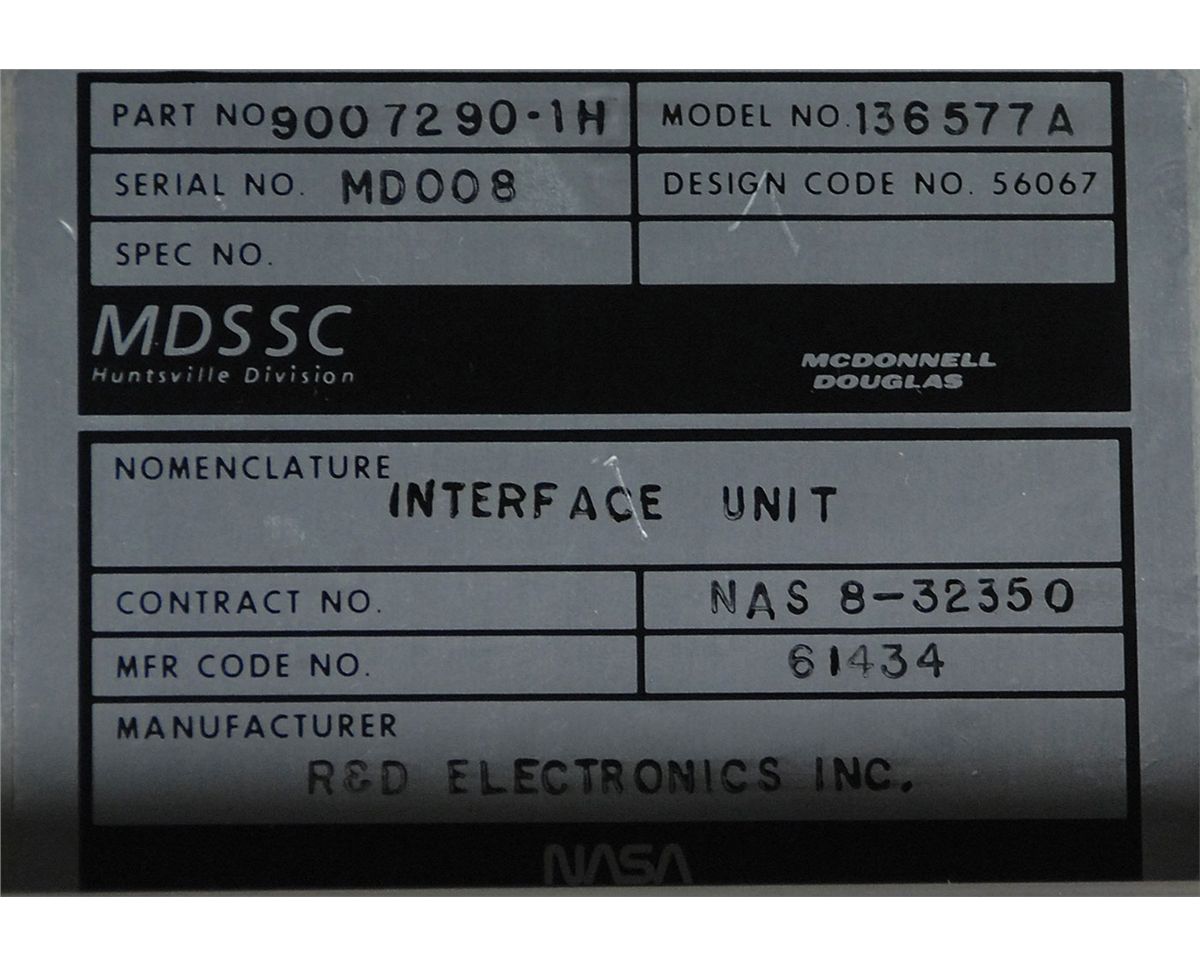 PART NO 9007290-1H MODEL NO. 136577A
SERIAL NO. MD008 DESIGN CODE NO. 56067
SPEC NO.
MDSSC
Huntsville Division
MCDONNELL
DOUGLAS
NOMENCLATURE
INTERFACE UNIT
CONTRACT NO. NAS 8-32350
MFR CODE NO. 61434
MANUFACTURER
R&D ELECTRONICS INC.
NASA